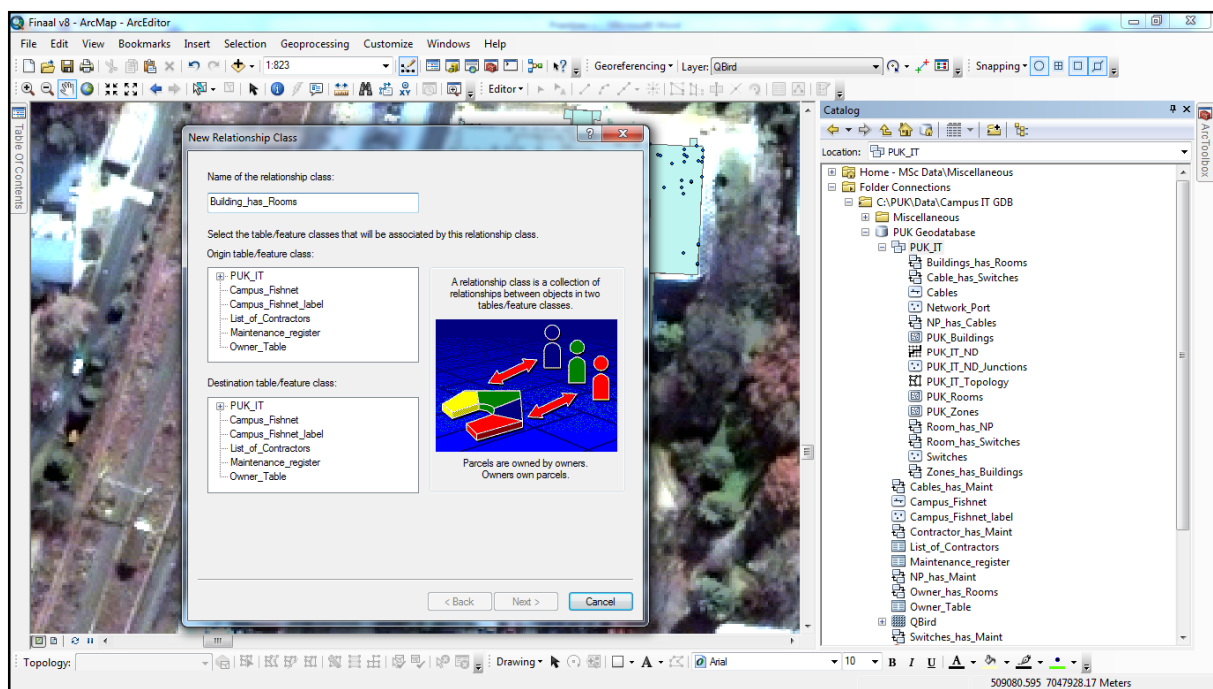 Finaal v8 - ArcMap - ArcEditor
File Edit View Bookmarks Insert Selection Geoprocessing Customize Windows Help
1:823
Georeferencing Layer: QBird
Snapping
Editor
Table Of Contents
New Relationship Class
Name of the relationship class:
Building_has_Rooms
Select the table/feature classes that will be associated by this relationship class.
Origin table/feature class:
PUK_IT
Campus_Fishnet
Campus_Fishnet_label
List_of_Contractors
Maintenance_register
Owner_Table
Destination table/feature class:
PUK_IT
Campus_Fishnet
Campus_Fishnet_label
List_of_Contractors
Maintenance_register
Owner_Table
A relationship class is a collection of
relationships between objects in two
tables/feature classes.
Parcels are owned by owners.
Owners own parcels.
< Back Next > Cancel
Catalog
Location: PUK_IT
Home - MSc Data\Miscellaneous
Folder Connections
C:\PUK\Data\Campus IT GDB
Miscellaneous
PUK Geodatabase
PUK_IT
Buildings_has_Rooms
Cable_has_Switches
Cables
Network_Port
NP_has_Cables
PUK_Buildings
PUK_IT_ND
PUK_IT_ND_Junctions
PUK_IT_Topology
PUK_Rooms
PUK_Zones
Room_has_NP
Room_has_Switches
Switches
Zones_has_Buildings
Cables_has_Maint
Campus_Fishnet
Campus_Fishnet_label
Contractor_has_Maint
List_of_Contractors
Maintenance_register
NP_has_Maint
Owner_has_Rooms
Owner_Table
QBird
Switches_has_Maint
ArcToolbox
Topology:
Drawing
A
Arial
10
B I U A
509080.595 7047928.17 Meters